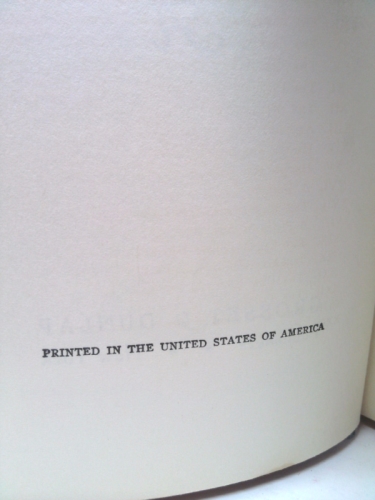 PRINTED IN THE UNITED STATES OF AMERICA